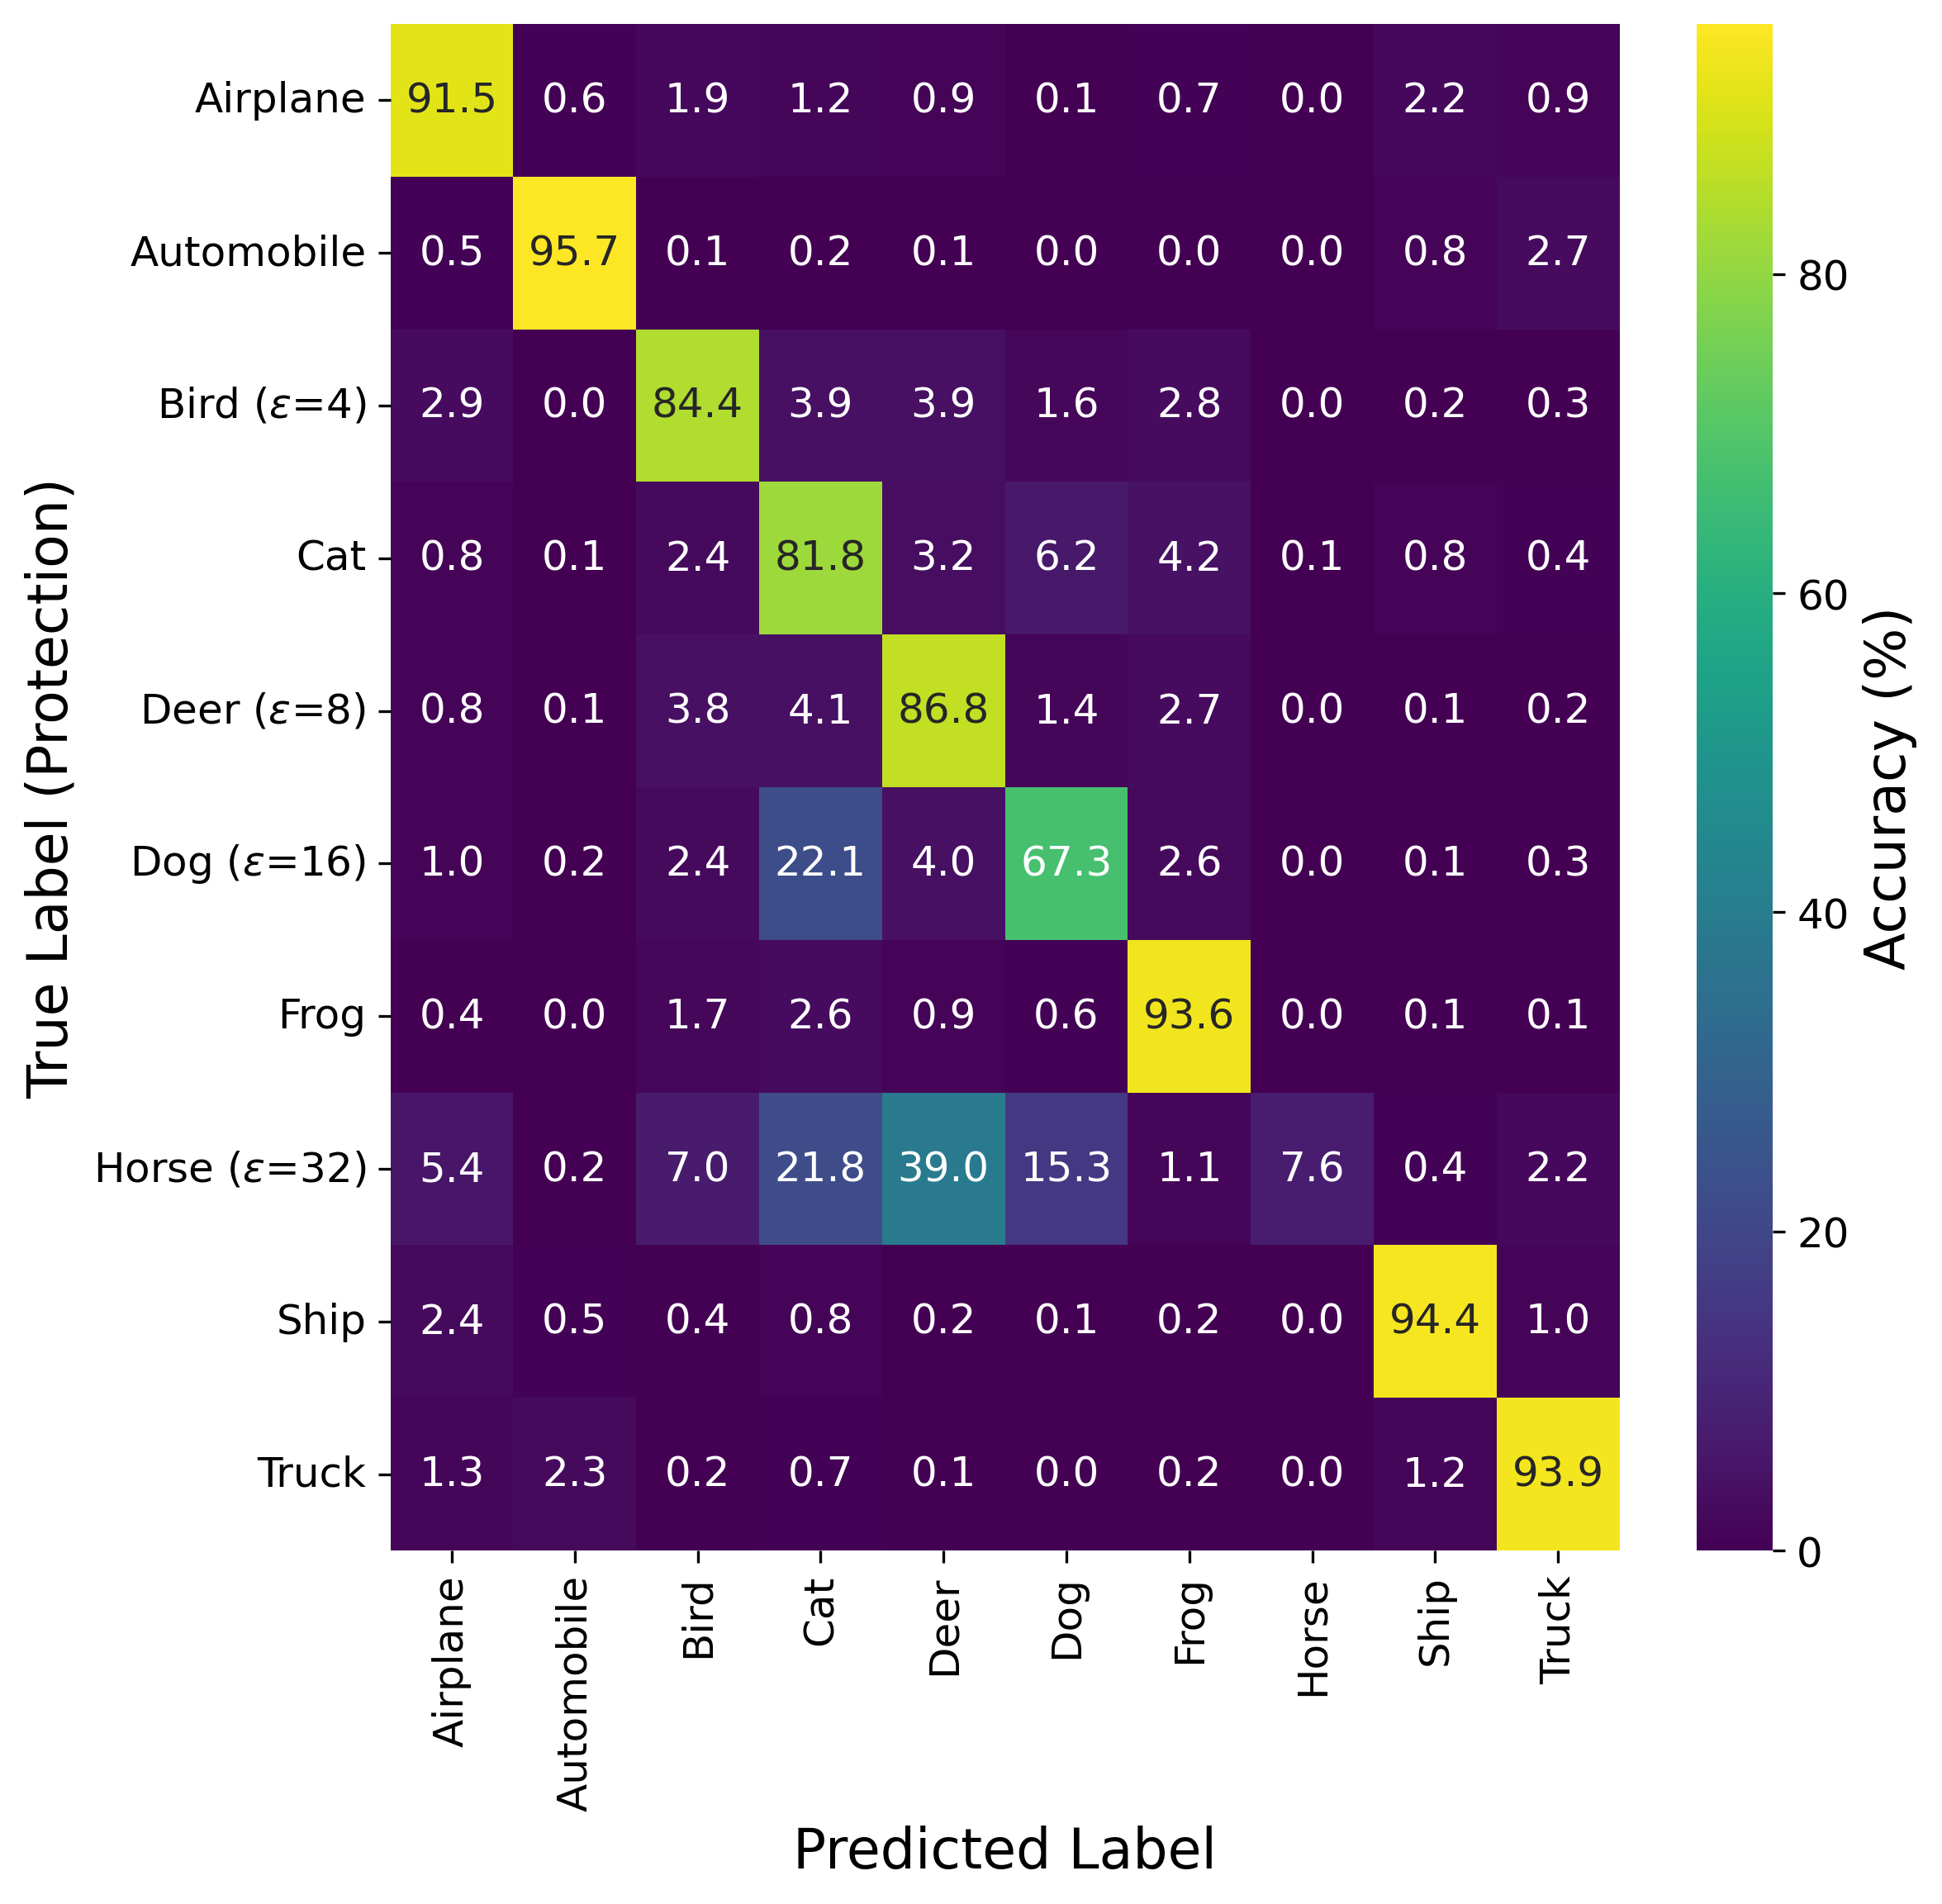 Airplane 91.5 0.6 1.9 1.2 0.9 0.1 0.7 0.0 2.2 0.9
Automobile 0.5 95.7 0.1 0.2 0.1 0.0 0.0 0.0 0.8 2.7
Bird (ε=4) 2.9 0.0 84.4 3.9 3.9 1.6 2.8 0.0 0.2 0.3
Cat 0.8 0.1 2.4 81.8 3.2 6.2 4.2 0.1 0.8 0.4
Deer (ε=8) 0.8 0.1 3.8 4.1 86.8 1.4 2.7 0.0 0.1 0.2
Dog (ε=16) 1.0 0.2 2.4 22.1 4.0 67.3 2.6 0.0 0.1 0.3
Frog 0.4 0.0 1.7 2.6 0.9 0.6 93.6 0.0 0.1 0.1
Horse (ε=32) 5.4 0.2 7.0 21.8 39.0 15.3 1.1 7.6 0.4 2.2
Ship 2.4 0.5 0.4 0.8 0.2 0.1 0.2 0.0 94.4 1.0
Truck 1.3 2.3 0.2 0.7 0.1 0.0 0.2 0.0 1.2 93.9
True Label (Protection)
Airplane Automobile Bird Cat Deer Dog Frog Horse Ship Truck
Predicted Label
80
60
40
20
0
Accuracy (%)